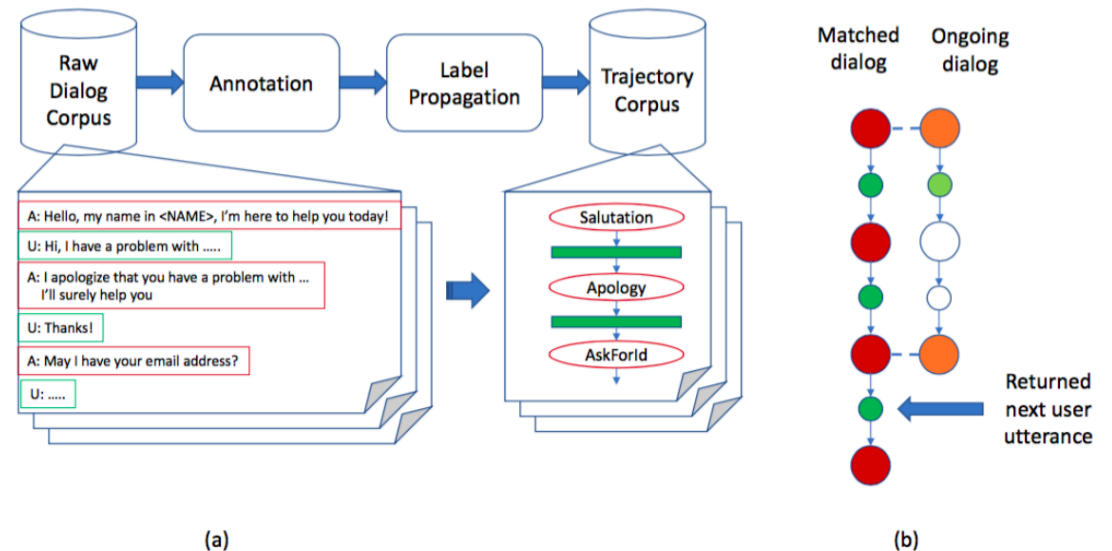 Raw
Dialog
Corpus
Annotation
Label
Propagation
Trajectory
Corpus
A: Hello, my name in <NAME>, I'm here to help you today!
U: Hi, I have a problem with .....
A: I apologize that you have a problem with ...
I'll surely help you
U: Thanks!
A: May I have your email address?
U: .....
Salutation
Apology
AskForId
(a)
Matched
dialog
Ongoing
dialog
Returned
next user
utterance
(b)